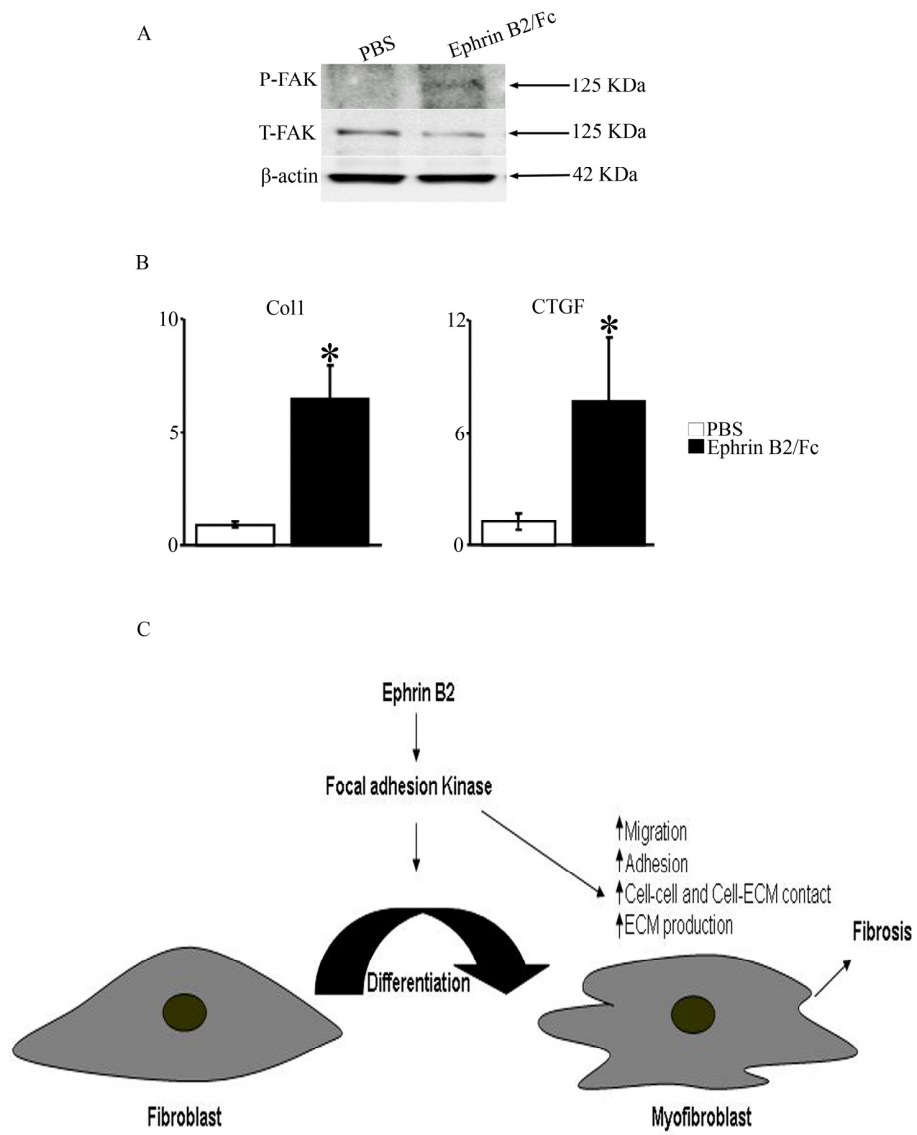 A
PBS
Ephrin B2/Fc
P-FAK
125 KDa
T-FAK
125 KDa
β-actin
42 KDa
B
Col1
10
5
0
*
CTGF
12
6
0
*
PBS
Ephrin B2/Fc
C
Ephrin B2
Focal adhesion Kinase
Migration
Adhesion
Cell-cell and Cell-ECM contact
ECM production
Fibrosis
Differentiation
Fibroblast
Myofibroblast